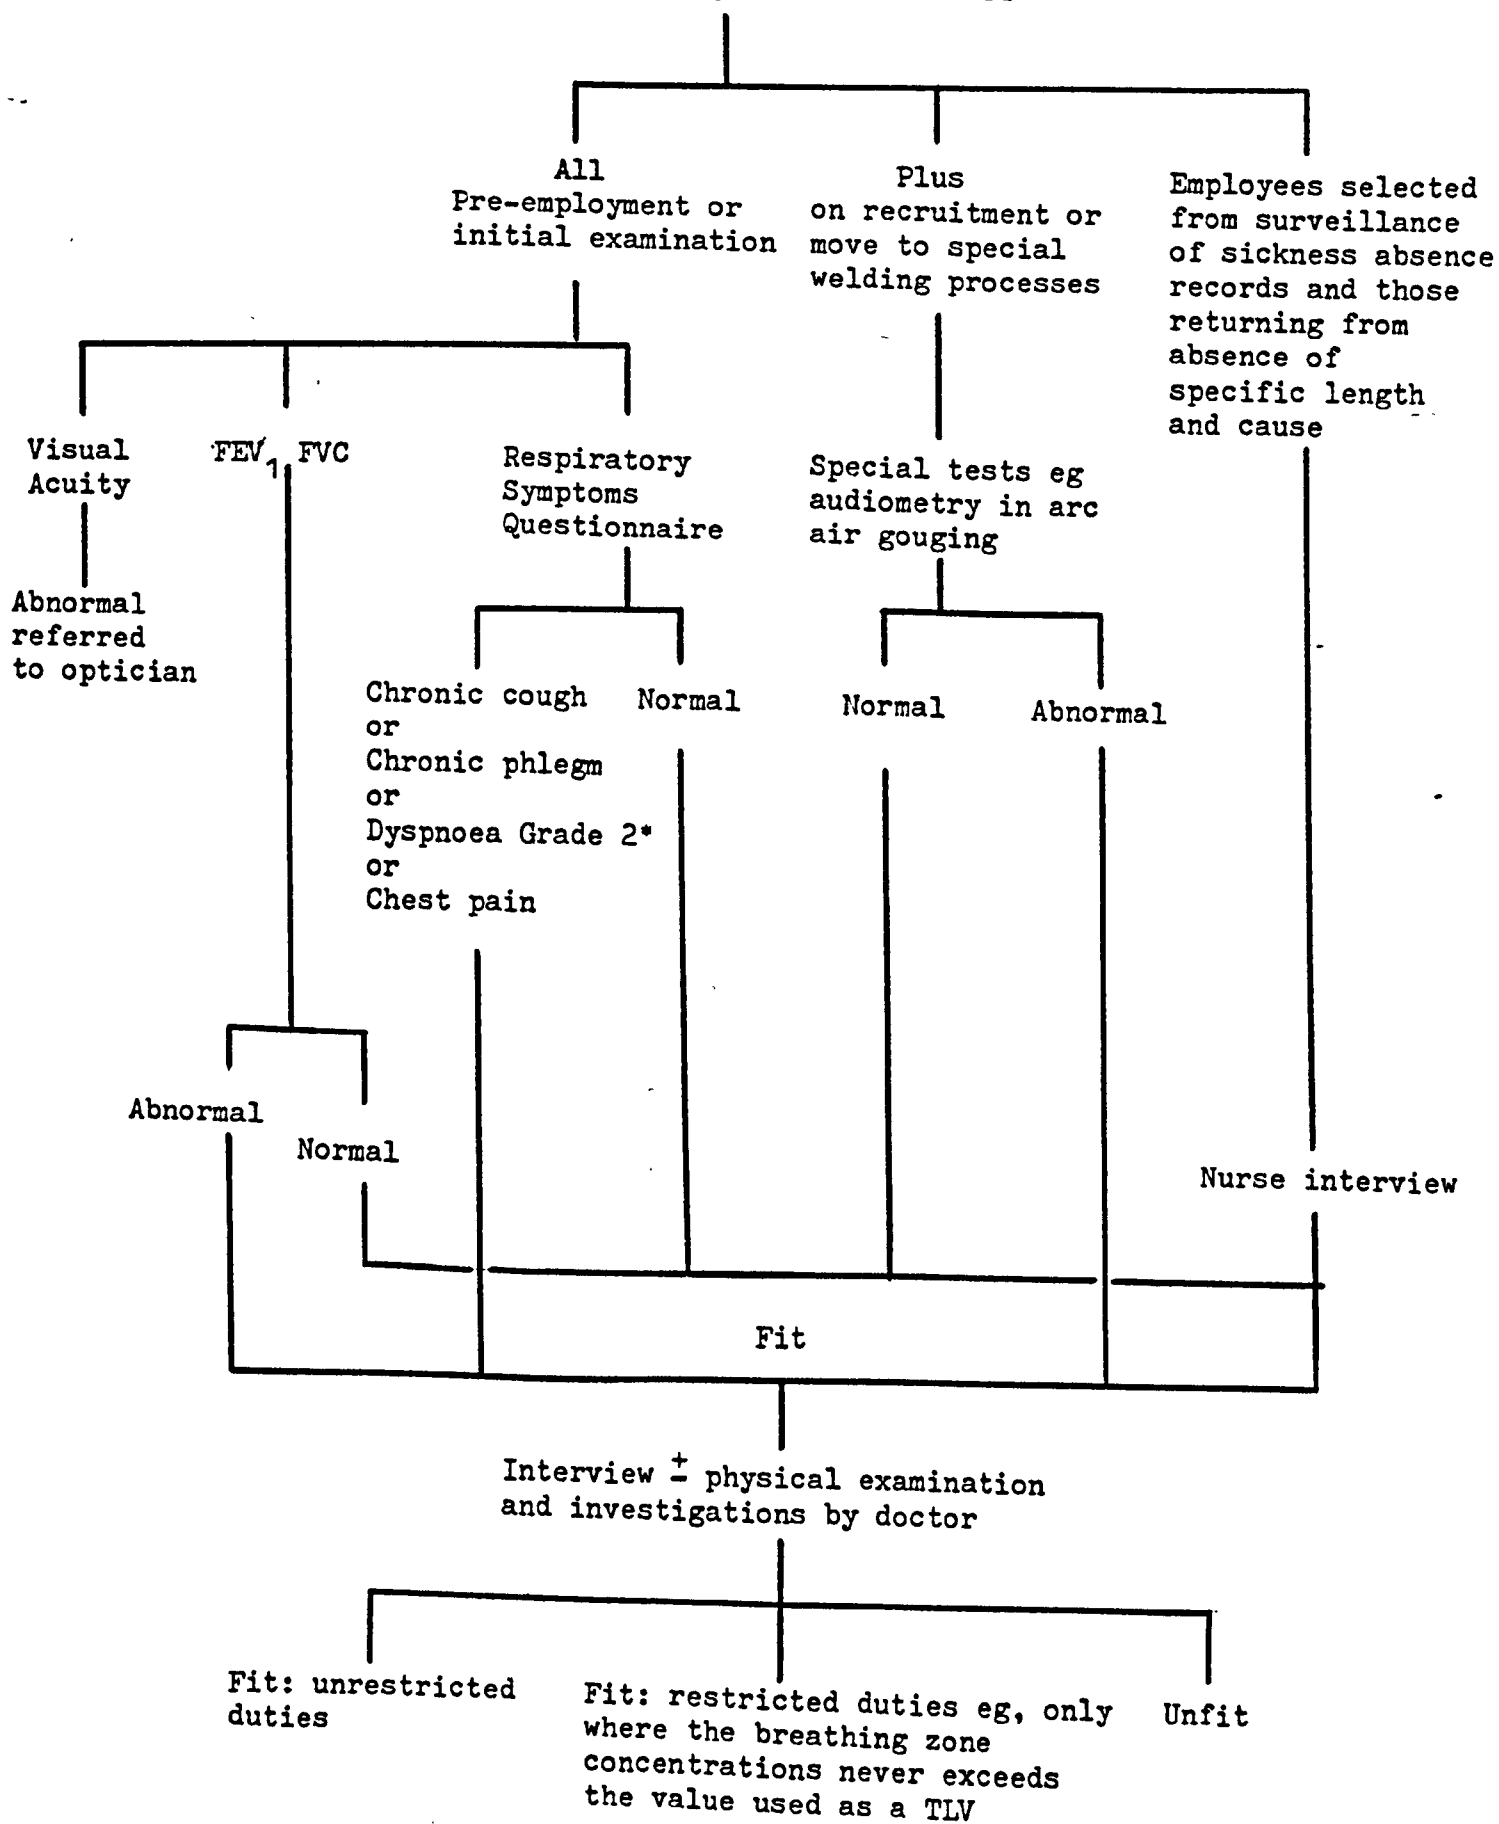 All
Pre-employment or
initial examination
Plus
on recruitment or
move to special
welding processes
Employees selected
from surveillance
of sickness absence
records and those
returning from
absence of
specific length
and cause
Visual
Acuity
FEV1 FVC
Respiratory
Symptoms
Questionnaire
Special tests eg
audiometry in arc
air gouging
Abnormal
referred
to optician
Chronic cough
or
Chronic phlegm
or
Dyspnoea Grade 2*
or
Chest pain
Normal
Normal
Abnormal
Abnormal
Normal
Nurse interview
Fit
Interview ± physical examination
and investigations by doctor
Fit: unrestricted
duties
Fit: restricted duties eg, only
where the breathing zone
concentrations never exceeds
the value used as a TLV
Unfit